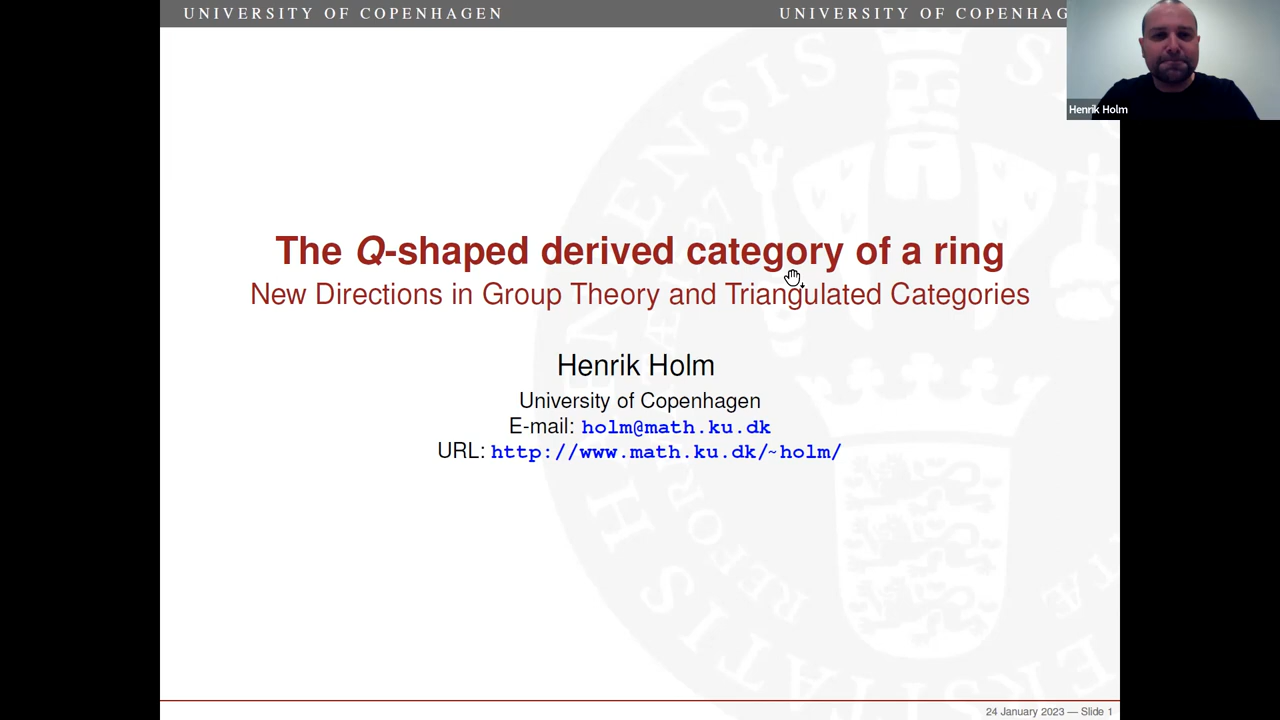 UNIVERSITY OF COPENHAGEN
UNIVERSITY OF COPENHAG
Henrik Holm
The Q-shaped derived category of a ring
New Directions in Group Theory and Triangulated Categories
Henrik Holm
University of Copenhagen
E-mail: holm@math.ku.dk
URL: http://www.math.ku.dk/~holm/
24 January 2023 — Slide 1